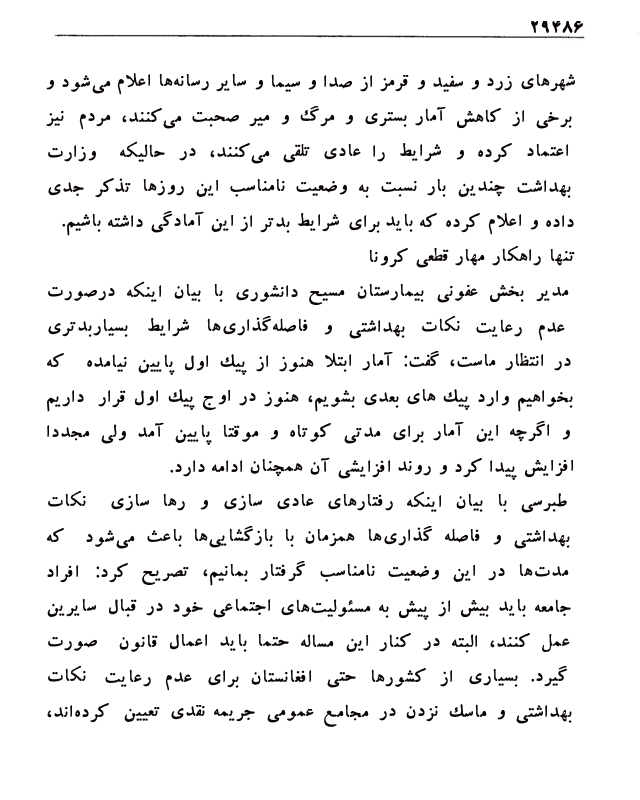 ۲۹۴۸۶
شهرهای زرد و سفید و قرمز از صدا و سیما و سایر رسانه‌ها اعلام می‌شود و
برخی از کاهش آمار بستری و مرگ و میر صحبت می‌کنند، مردم نیز
اعتماد کرده و شرایط را عادی تلقی می‌کنند، در حالیکه وزارت
بهداشت چندین بار نسبت به وضعیت نامناسب این روزها تذکر جدی
داده و اعلام کرده که باید برای شرایط بدتر از این آمادگی داشته باشیم.
تنها راهکار مهار قطعی کرونا
مدیر بخش عفونی بیمارستان مسیح دانشوری با بیان اینکه درصورت
عدم رعایت نکات بهداشتی و فاصله‌گذاری‌ها شرایط بسیاربدتری
در انتظار ماست، گفت: آمار ابتلا هنوز از پیک اول پایین نیامده که
بخواهیم وارد پیک های بعدی بشویم، هنوز در اوج پیک اول قرار داریم
و اگرچه این آمار برای مدتی کوتاه و موقتا پایین آمد ولی مجددا
افزایش پیدا کرد و روند افزایشی آن همچنان ادامه دارد.
طبرسی با بیان اینکه رفتارهای عادی سازی و رها سازی نکات
بهداشتی و فاصله گذاری‌ها همزمان با بازگشایی‌ها باعث می‌شود که
مدت‌ها در این وضعیت نامناسب گرفتار بمانیم، تصریح کرد: افراد
جامعه باید بیش از پیش به مسئولیت‌های اجتماعی خود در قبال سایرین
عمل کنند، البته در کنار این مساله حتما باید اعمال قانون صورت
گیرد. بسیاری از کشورها حتی افغانستان برای عدم رعایت نکات
بهداشتی و ماسک نزدن در مجامع عمومی جریمه نقدی تعیین کرده‌اند،